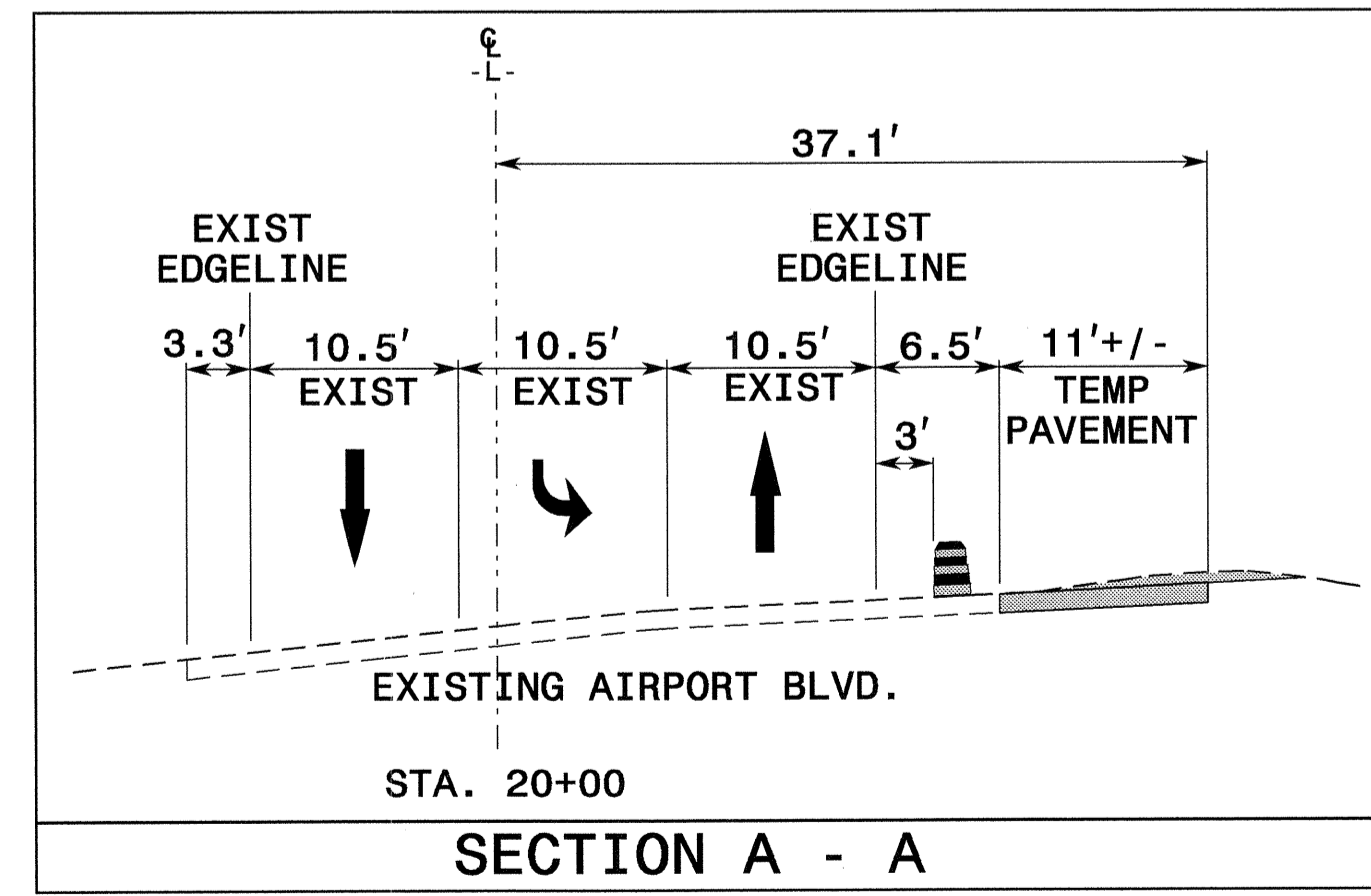 ℄
-L-
37.1'
EXIST
EDGELINE
EXIST
EDGELINE
3.3'
10.5'
EXIST
10.5'
EXIST
10.5'
EXIST
6.5'
11'+/-
TEMP
PAVEMENT
3'
EXISTING AIRPORT BLVD.
STA. 20+00
SECTION A - A